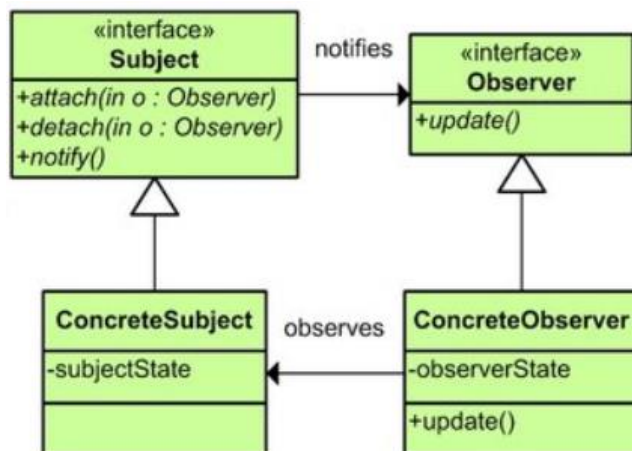 «interface»
Subject
+attach(in o : Observer)
+detach(in o : Observer)
+notify()
notifies
«interface»
Observer
+update()
ConcreteSubject
-subjectState
observes
ConcreteObserver
-observerState
+update()